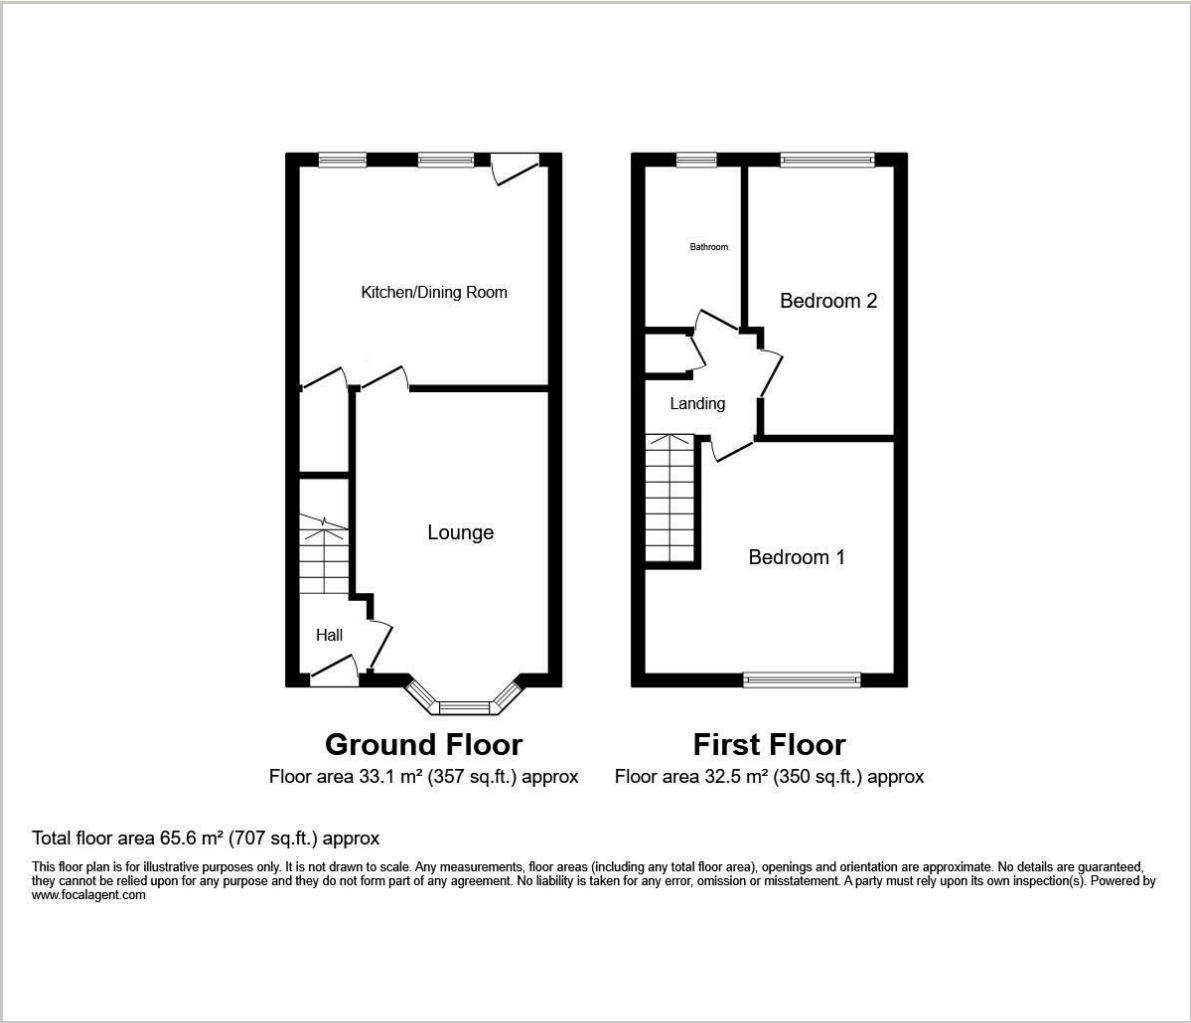 Kitchen/Dining Room
Lounge
Hall
Bathroom
Bedroom 2
Landing
Bedroom 1
Ground Floor
Floor area 33.1 m² (357 sq.ft.) approx
First Floor
Floor area 32.5 m² (350 sq.ft.) approx
Total floor area 65.6 m² (707 sq.ft.) approx
This floor plan is for illustrative purposes only. It is not drawn to scale. Any measurements, floor areas (including any total floor area), openings and orientation are approximate. No details are guaranteed,
they cannot be relied upon for any purpose and they do not form part of any agreement. No liability is taken for any error, omission or misstatement. A party must rely upon its own inspection(s). Powered by
www.focalagent.com